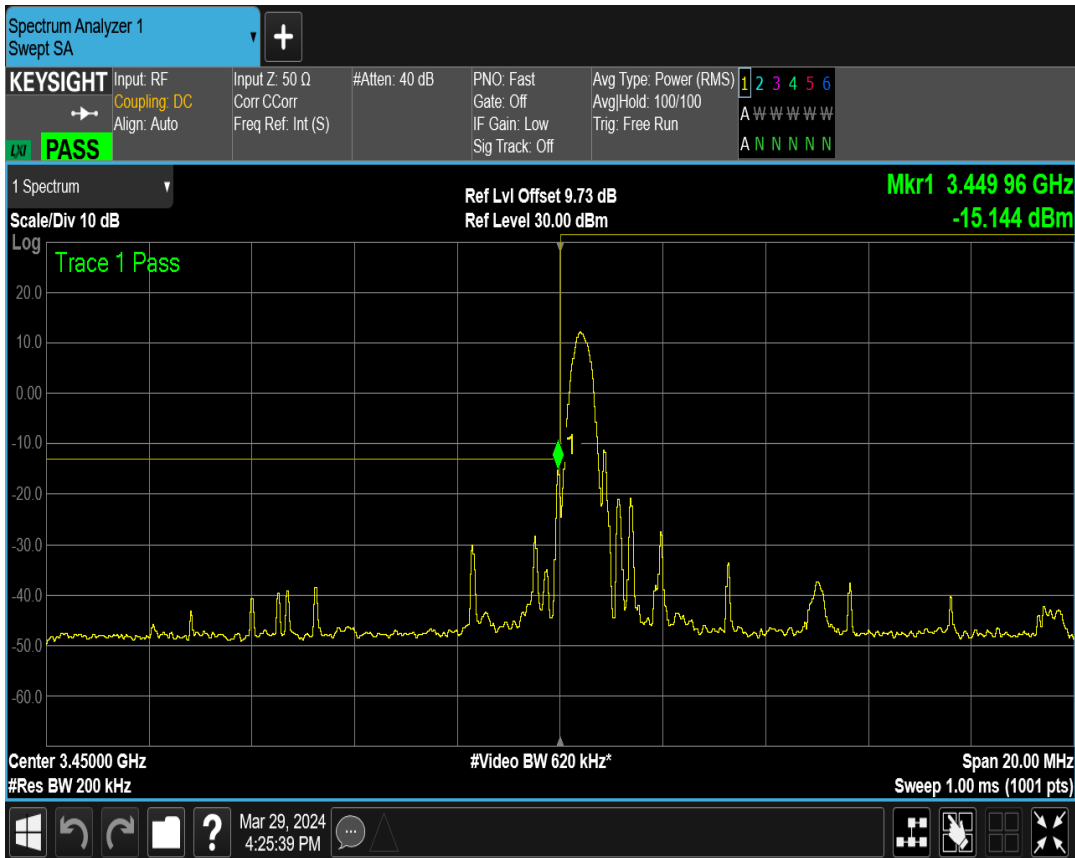 Spectrum Analyzer 1
Swept SA
KEYSIGHT
LXI PASS
Input: RF
Coupling: DC
Align: Auto
Input Z: 50 Ω
Corr CCorr
Freq Ref: Int (S)
#Atten: 40 dB
PNO: Fast
Gate: Off
IF Gain: Low
Sig Track: Off
Avg Type: Power (RMS)
Avg|Hold: 100/100
Trig: Free Run
1 2 3 4 5 6
A W W W W W
A N N N N N
1 Spectrum
Scale/Div 10 dB
Ref Lvl Offset 9.73 dB
Ref Level 30.00 dBm
Mkr1 3.449 96 GHz
-15.144 dBm
Log
Trace 1 Pass
20.0
10.0
0.00
-10.0
1
-20.0
-30.0
-40.0
-50.0
-60.0
Center 3.45000 GHz
#Res BW 200 kHz
#Video BW 620 kHz*
Span 20.00 MHz
Sweep 1.00 ms (1001 pts)
?
Mar 29, 2024
4:25:39 PM